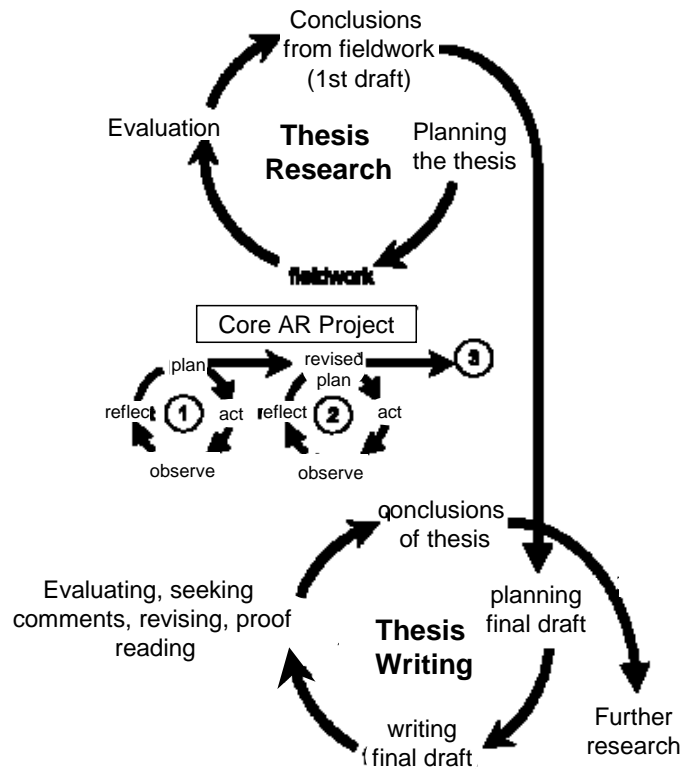 Conclusions
from fieldwork
(1st draft)
Evaluation
Thesis
Research
Planning
the thesis
fieldwork
Core AR Project
plan
revised
plan
3
reflect
1
act
reflect
2
act
observe
observe
conclusions
of thesis
Evaluating, seeking
comments, revising, proof
reading
Thesis
Writing
planning
final draft
writing
(final draft
Further
research